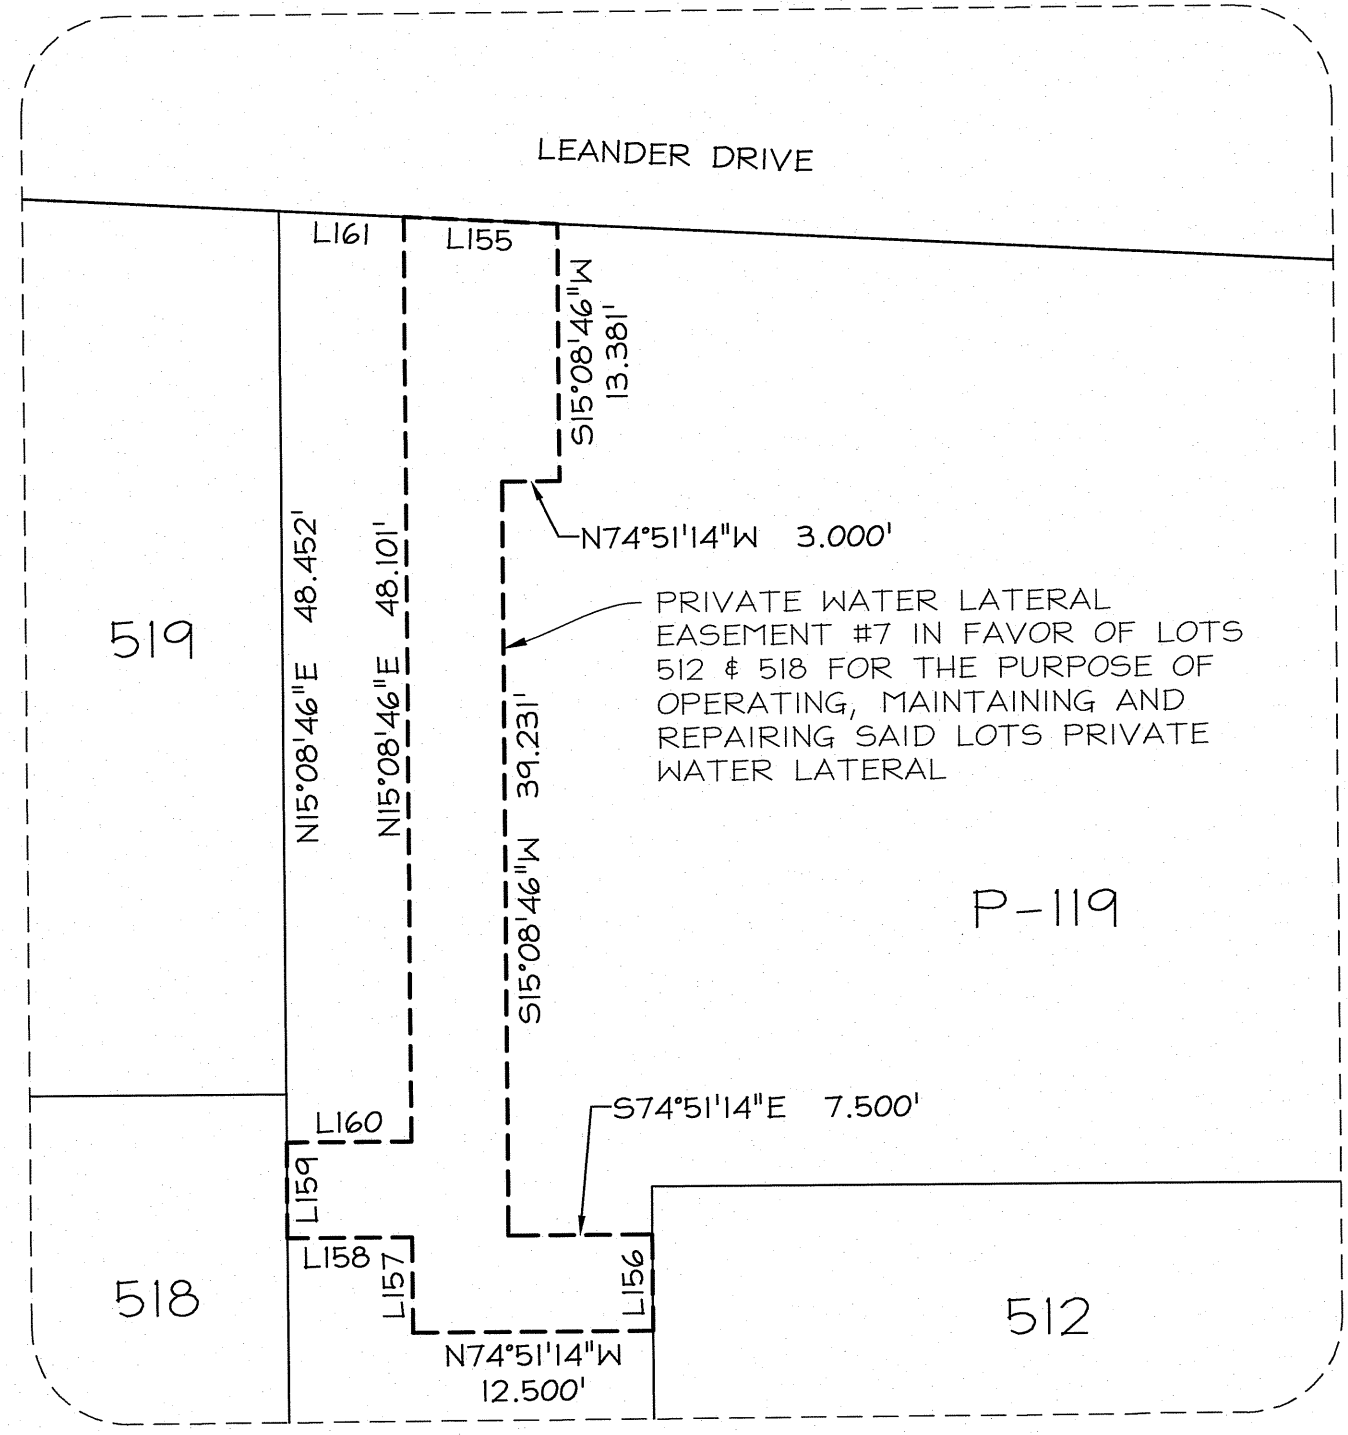 LEANDER DRIVE
L161
L155
S15°08'46"W
13.381'
N74°51'14"W 3.000'
N15°08'46"E 48.452'
N15°08'46"E 48.101'
519
PRIVATE WATER LATERAL
EASEMENT #7 IN FAVOR OF LOTS
512 & 518 FOR THE PURPOSE OF
OPERATING, MAINTAINING AND
REPAIRING SAID LOTS PRIVATE
WATER LATERAL
S15°08'46"W 39.231'
P-119
L160
S74°51'14"E 7.500'
L159
L158
L157
L156
518
512
N74°51'14"W
12.500'